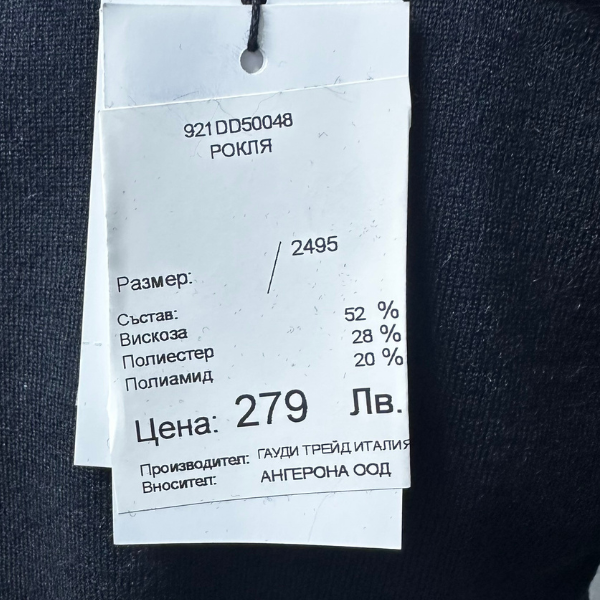 921DD50048
РОКЛЯ
/ 2495
Размер:
Състав: 52 %
Вискоза 28 %
Полиестер 20 %
Полиамид
Цена: 279 Лв.
Производител: ГАУДИ ТРЕЙД ИТАЛИЯ
Вносител: АНГЕРОНА ООД